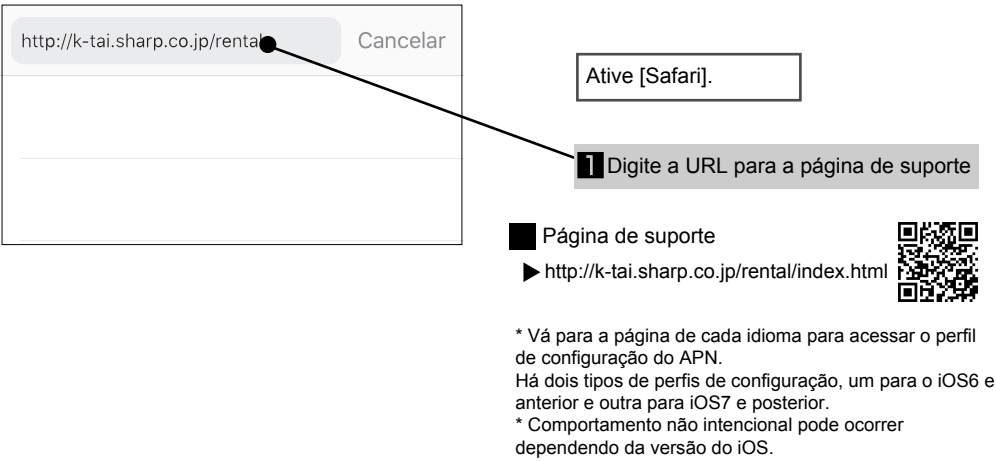 http://k-tai.sharp.co.jp/rental
Cancelar
Ative [Safari].
1 Digite a URL para a página de suporte
Página de suporte
▶http://k-tai.sharp.co.jp/rental/index.html
* Vá para a página de cada idioma para acessar o perfil
de configuração do APN.
Há dois tipos de perfis de configuração, um para o iOS6 e
anterior e outra para iOS7 e posterior.
* Comportamento não intencional pode ocorrer
dependendo da versão do iOS.